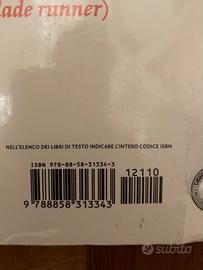 lade runner)
NELL'ELENCO DEI LIBRI DI TESTO INDICARE L'INTERO CODICE ISBN
ISBN 978-88-58-31334-3
12110
9 788858 313343
subito